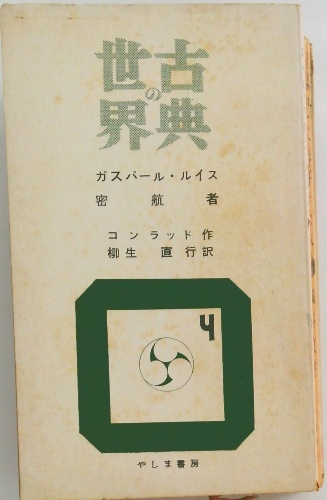 世界の古典
ガスパール・ルイス
密航者
コンラッド作
柳生直行訳
4
やしま書房